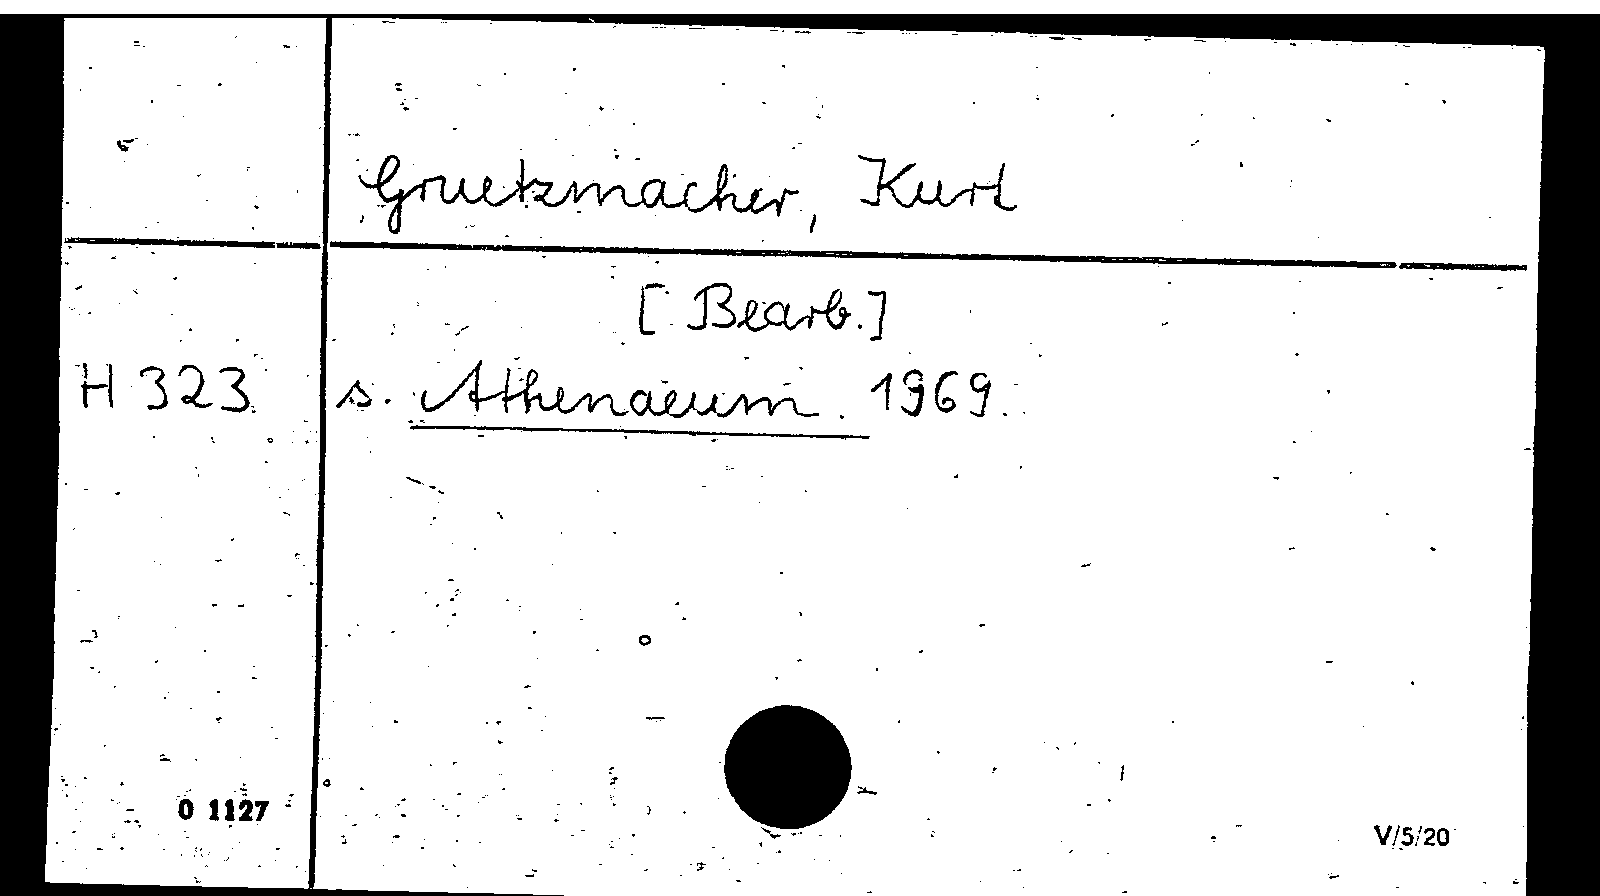 Gruetzmacher, Kurt
[Bearb.]
H 323 s. Athenaeum. 1969.
0 1127
V/5/20